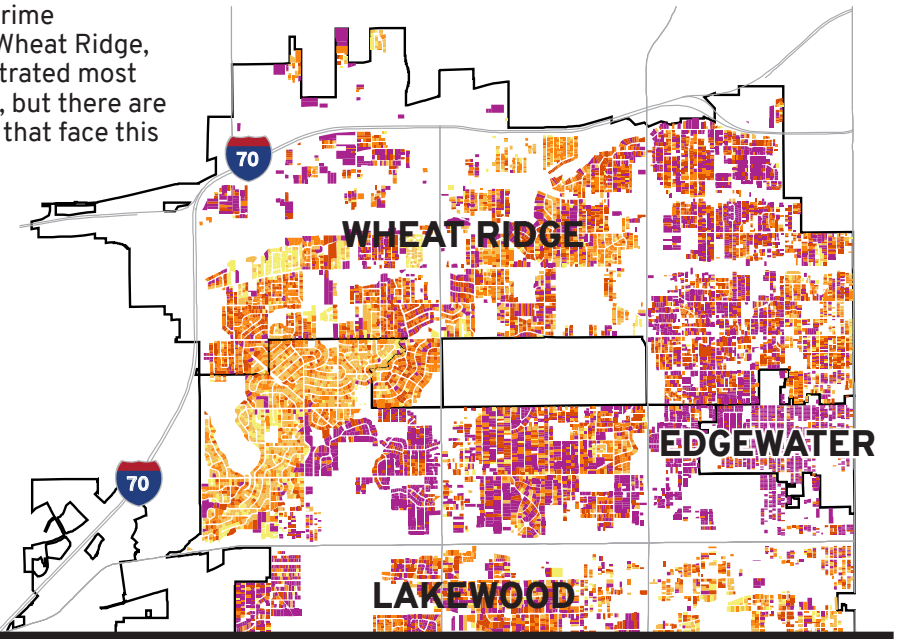 rime
Wheat Ridge,
trated most
, but there are
that face this
70
WHEAT RIDGE
EDGEWATER
70
LAKEWOOD